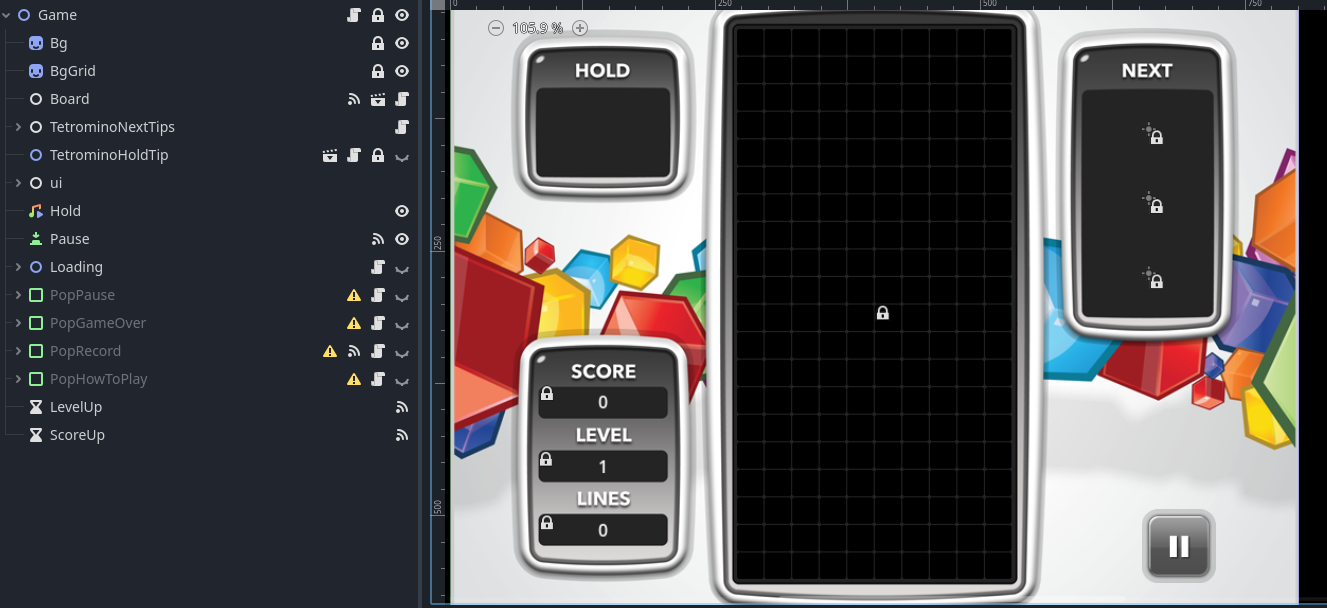 Game
Bg
BgGrid
Board
TetrominoNextTips
TetrominoHoldTip
ui
Hold
Pause
Loading
PopPause
PopGameOver
PopRecord
PopHowToPlay
LevelUp
ScoreUp
0
250
500
750
250
500
105.9 %
HOLD
NEXT
SCORE
0
LEVEL
1
LINES
0